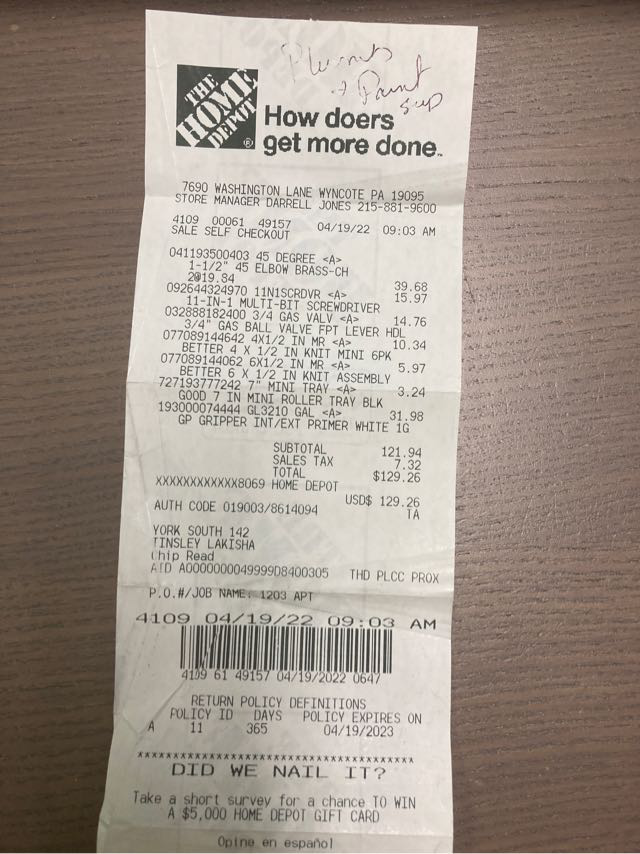 Paint
THE
HOME
DEPOT
®
How doers
get more done.
7690 WASHINGTON LANE WYNCOTE PA 19095
STORE MANAGER DARRELL JONES 215-881-9600
4109 00061 49157 04/19/22 09:03 AM
SALE SELF CHECKOUT
041193500403 45 DEGREE <A>
1-1/2" 45 ELBOW BRASS-CH
2@19.84 39.68
092644324970 11N1SCRDVR <A> 15.97
11-IN-1 MULTI-BIT SCREWDRIVER
032888182400 3/4 GAS VALV <A> 14.76
3/4" GAS BALL VALVE FPT LEVER HDL
077089144642 4X1/2 IN MR <A> 10.34
BETTER 4 X 1/2 IN KNIT MINI 6PK
077089144062 6X1/2 IN MR <A> 5.97
BETTER 6 X 1/2 IN KNIT ASSEMBLY
727193777242 7" MINI TRAY <A> 3.24
GOOD 7 IN MINI ROLLER TRAY BLK
193000074444 GL3210 GAL <A> 31.98
GP GRIPPER INT/EXT PRIMER WHITE 1G
SUBTOTAL 121.94
SALES TAX 7.32
TOTAL $129.26
XXXXXXXXXXXX8069 HOME DEPOT
USD$ 129.26
AUTH CODE 019003/8614094 TA
YORK SOUTH 142
TINSLEY LAKISHA
Chip Read
AID A0000000049999D8400305 THD PLCC PROX
P.O.#/JOB NAME: 1203 APT
4109 04/19/22 09:03 AM
4109 61 49157 04/19/2022 0647
RETURN POLICY DEFINITIONS
POLICY ID DAYS POLICY EXPIRES ON
A 11 365 04/19/2023
****************************************
DID WE NAIL IT?
Take a short survey for a chance TO WIN
A $5,000 HOME DEPOT GIFT CARD
Opine en español